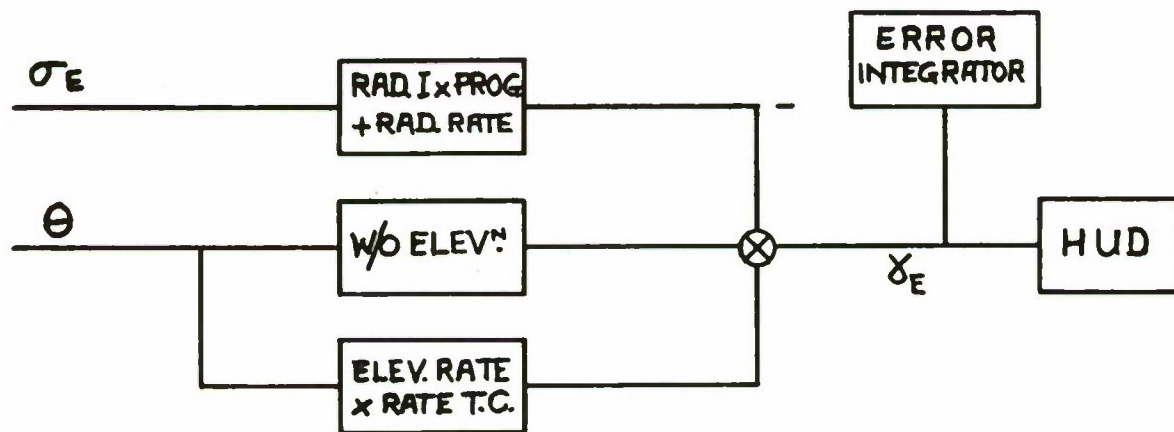 σE
RAD. I x PROG
+ RAD. RATE
-
ERROR
INTEGRATOR
θ
W/O ELEVN.
γE
HUD
ELEV. RATE
x RATE T.C.